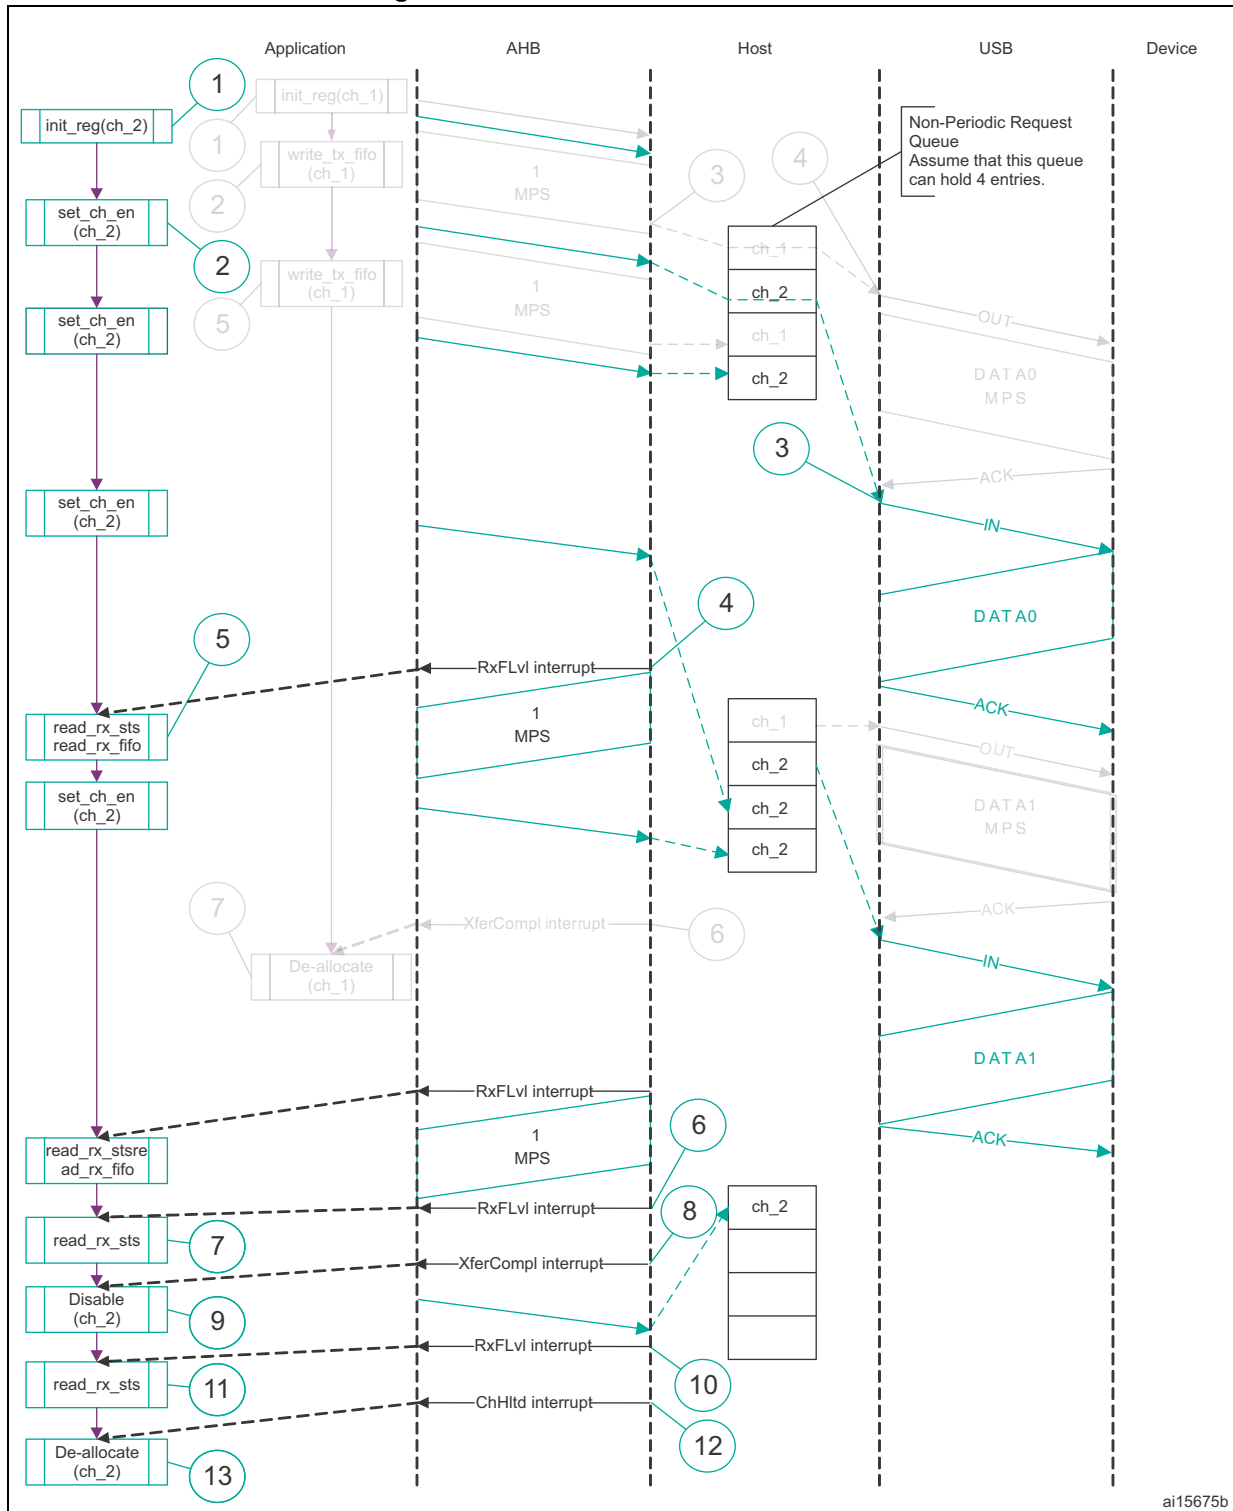 Application
AHB
Host
USB
Device
1
init_reg(ch_2)
init_reg(ch_1)
1
write_tx_fifo
(ch_1)
2
1
MPS
3
4
Non-Periodic Request
Queue
Assume that this queue
can hold 4 entries.
set_ch_en
(ch_2)
2
write_tx_fifo
(ch_1)
5
1
MPS
ch_1
ch_2
ch_1
ch_2
OUT
DATA0
MPS
ACK
set_ch_en
(ch_2)
3
set_ch_en
(ch_2)
IN
DATA0
4
5
RxFLvl interrupt
ACK
read_rx_sts
read_rx_fifo
1
MPS
ch_1
ch_2
ch_2
ch_2
OUT
DATA1
MPS
ACK
set_ch_en
(ch_2)
7
XferCompl interrupt
6
De-allocate
(ch_1)
IN
DATA1
RxFLvl interrupt
ACK
read_rx_stsre
ad_rx_fifo
1
MPS
6
RxFLvl interrupt
8
ch_2
read_rx_sts
7
XferCompl interrupt
Disable
(ch_2)
9
RxFLvl interrupt
10
read_rx_sts
11
ChHltd interrupt
12
De-allocate
(ch_2)
13
ai15675b